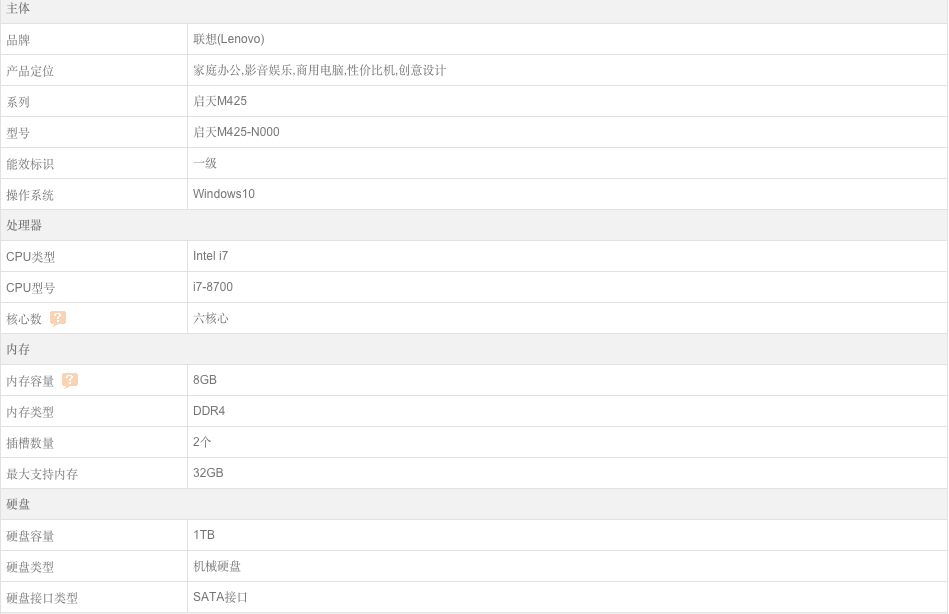 主体
品牌 联想(Lenovo)
产品定位 家庭办公,影音娱乐,商用电脑,性价比机,创意设计
系列 启天M425
型号 启天M425-N000
能效标识 一级
操作系统 Windows10
处理器
CPU类型 Intel i7
CPU型号 i7-8700
核心数 ? 六核心
内存
内存容量 ? 8GB
内存类型 DDR4
插槽数量 2个
最大支持内存 32GB
硬盘
硬盘容量 1TB
硬盘类型 机械硬盘
硬盘接口类型 SATA接口